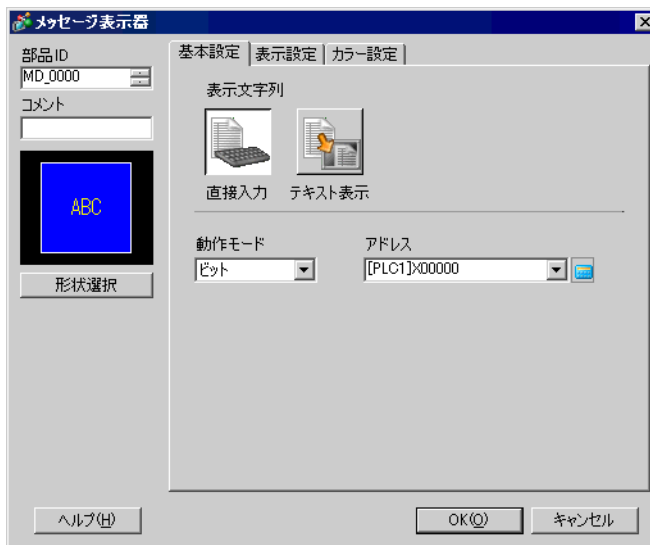 メッセージ表示器
部品ID
MD_0000
コメント
ABC
形状選択
基本設定 表示設定 カラー設定
表示文字列
直接入力 テキスト表示
動作モード アドレス
ビット [PLC1]X00000
ヘルプ(H) OK(O) キャンセル